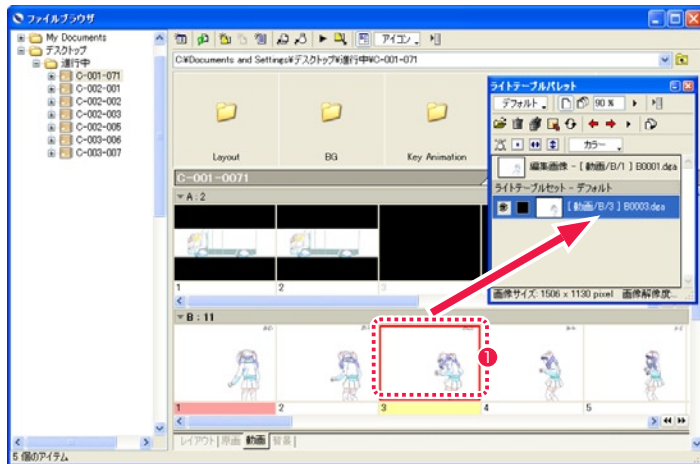 ファイルブラウザ
My Documents
デスクトップ
進行中
C-001-071
C-002-001
C-002-002
C-002-003
C-002-005
C-003-006
C-003-007
アイコン
C:¥Documents and Settings¥デスクトップ¥進行中¥C-001-071
Layout
BG
Key Animation
C-001-0071
A : 2
1
2
3
B : 11
1
2
3
4
5
レイアウト
原画
動画
背景
5 個のアイテム
ライトテーブルパレット
デフォルト
90 %
カラー
編集画像 - [ 動画/B/1 ] B0001.dga
ライトテーブルセット - デフォルト
[ 動画/B/3 ] B0003.dga
画像サイズ: 1506 x 1130 pixel 画像解像度...
1